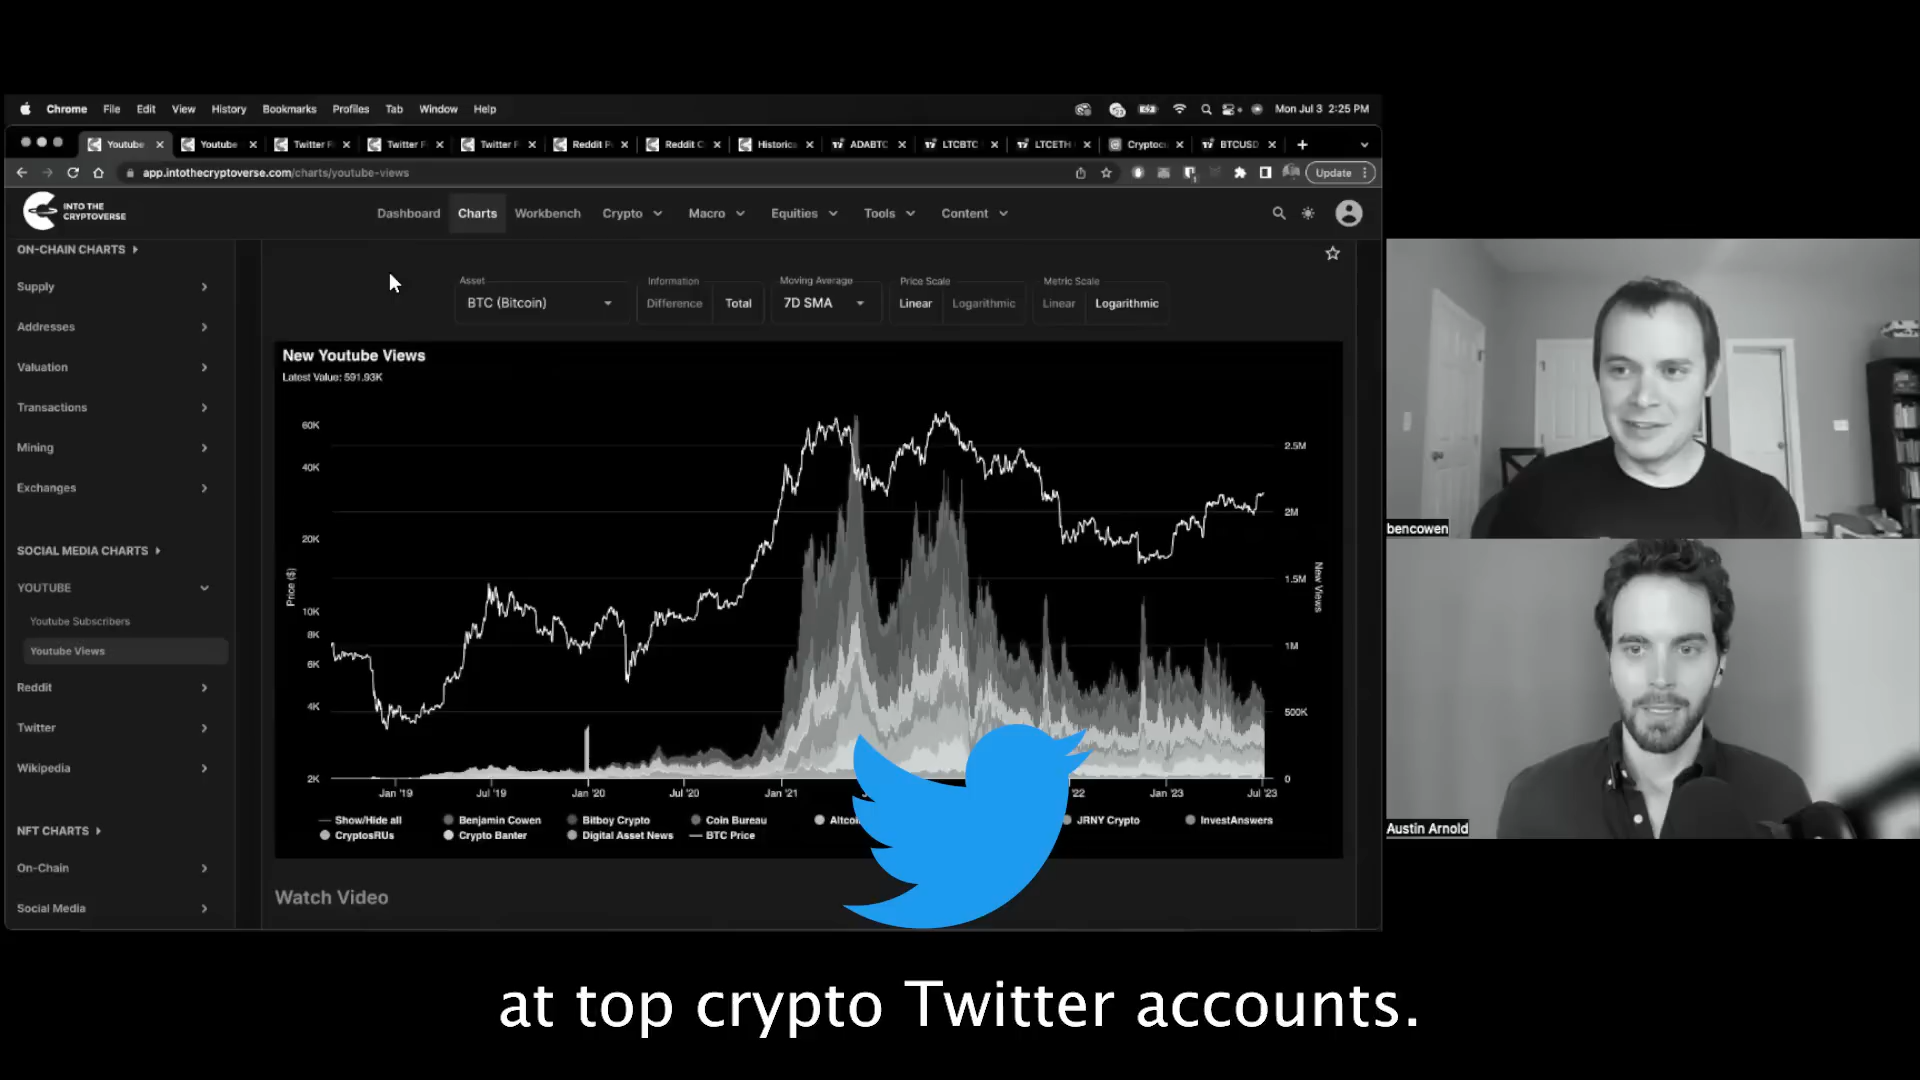 Chrome File Edit View History Bookmarks Profiles Tab Window Help Mon Jul 3 2:25 PM
Youtube Youtube Twitter F Twitter F Twitter F Reddit P Reddit C Historica ADABTC LTCBTC LTCETH Cryptoc BTCUSD
app.intothecryptoverse.com/charts/youtube-views Update
INTO THE
CRYPTOVERSE
Dashboard Charts Workbench Crypto Macro Equities Tools Content
ON-CHAIN CHARTS
Supply
Addresses
Valuation
Transactions
Mining
Exchanges
SOCIAL MEDIA CHARTS
YOUTUBE
Youtube Subscribers
Youtube Views
Reddit
Twitter
Wikipedia
NFT CHARTS
On-Chain
Social Media
Asset Information Moving Average Price Scale Metric Scale
BTC (Bitcoin) Difference Total 7D SMA Linear Logarithmic Linear Logarithmic
New Youtube Views
Latest Value: 591.93K
60K
40K
20K
10K
8K
6K
4K
2K
Price ($)
2.5M
2M
1.5M
1M
500K
0
New Views
Jan '19 Jul '19 Jan '20 Jul '20 Jan '21 '22 Jan '23 Jul '23
Show/Hide all Benjamin Cowen Bitboy Crypto Coin Bureau Altcoi JRNY Crypto InvestAnswers
CryptosRUs Crypto Banter Digital Asset News BTC Price
Watch Video
bencowen
Austin Arnold
at top crypto Twitter accounts.